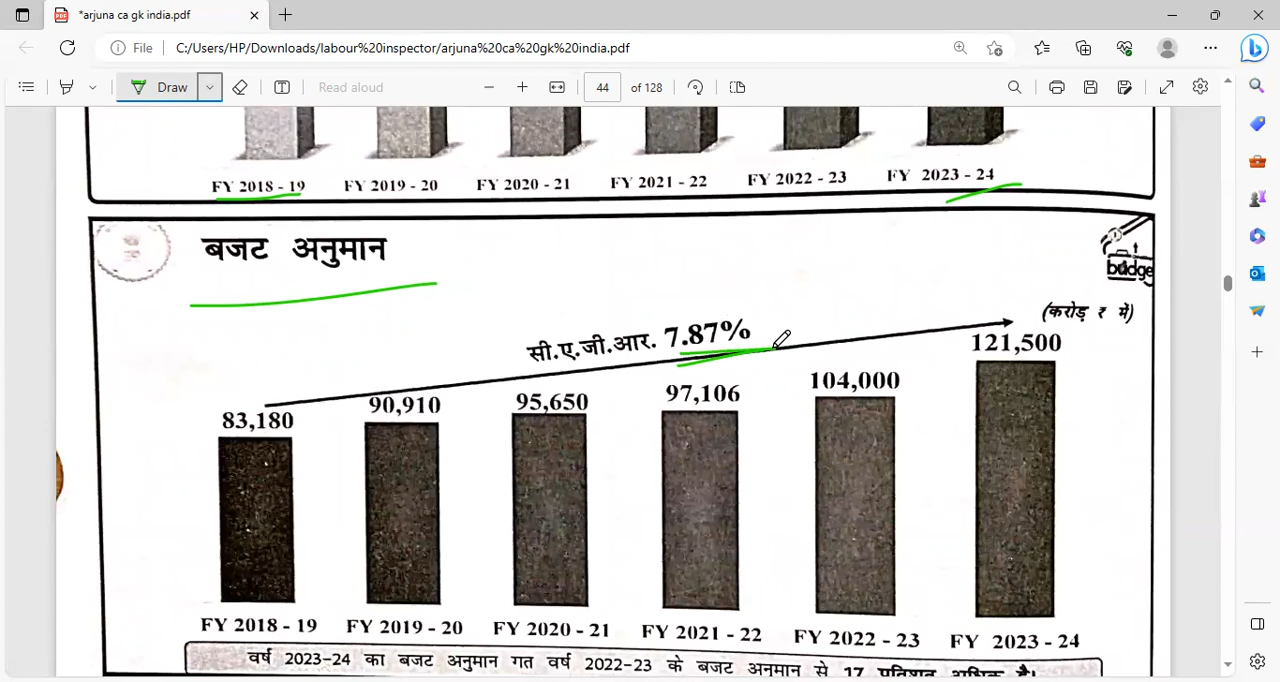 *arjuna ca gk india.pdf
File
C:/Users/HP/Downloads/labour%20inspector/arjuna%20ca%20gk%20india.pdf
Draw
Read aloud
44 of 128
FY 2018 - 19 FY 2019 - 20 FY 2020 - 21 FY 2021 - 22 FY 2022 - 23 FY 2023 - 24
बजट अनुमान
budge
(करोड़ ₹ में)
सी.ए.जी.आर. 7.87%
83,180 90,910 95,650 97,106 104,000 121,500
FY 2018 - 19 FY 2019 - 20 FY 2020 - 21 FY 2021 - 22 FY 2022 - 23 FY 2023 - 24
वर्ष 2023-24 का बजट अनुमान गत वर्ष 2022-23 के बजट अनुमान से 17 प्रतिशत अधिक है।